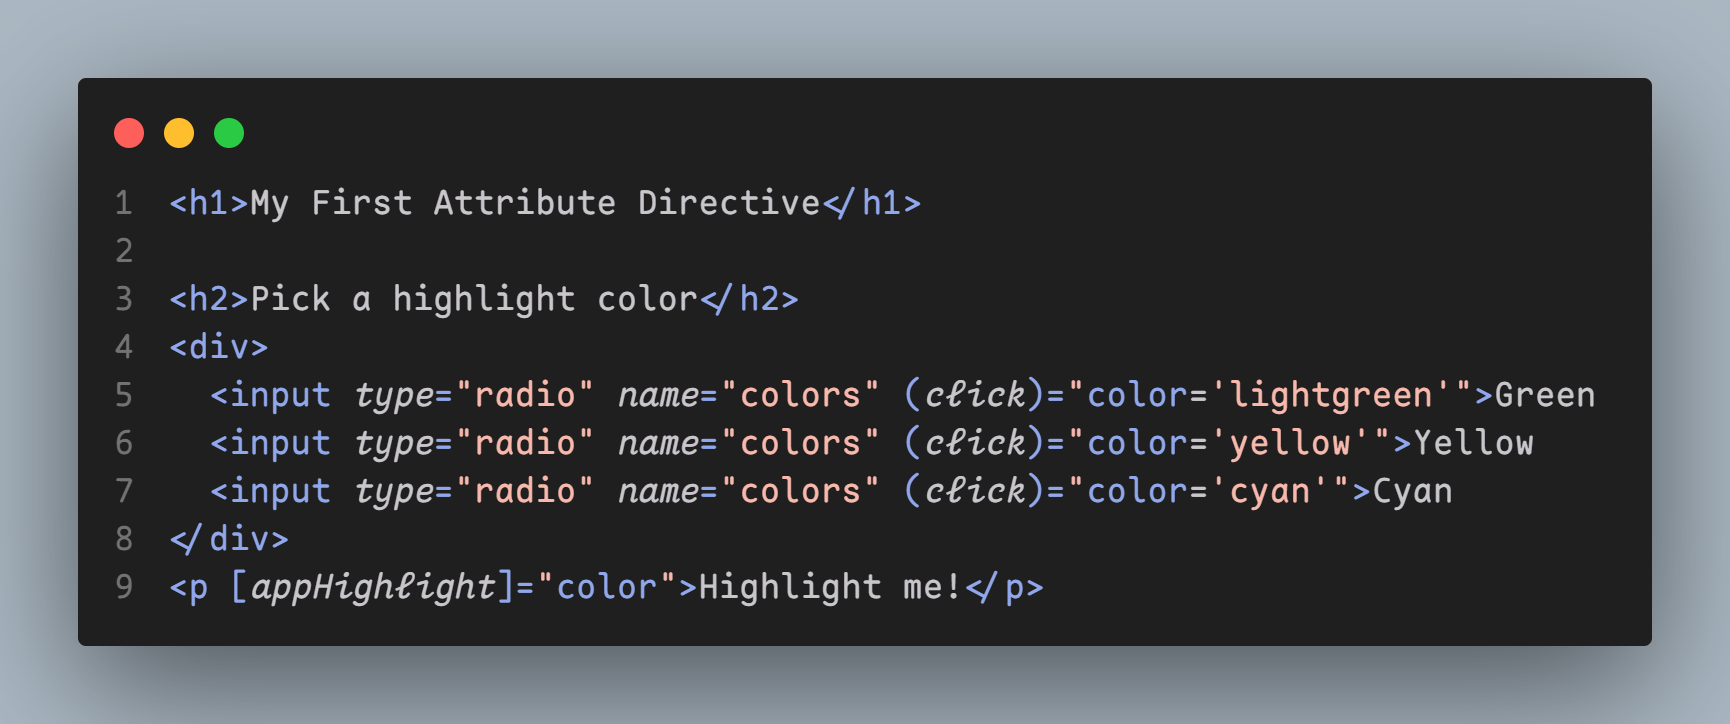 1 <h1>My First Attribute Directive</h1>
2
3 <h2>Pick a highlight color</h2>
4 <div>
5   <input type="radio" name="colors" (click)="color='lightgreen'">Green
6   <input type="radio" name="colors" (click)="color='yellow'">Yellow
7   <input type="radio" name="colors" (click)="color='cyan'">Cyan
8 </div>
9 <p [appHighlight]="color">Highlight me!</p>